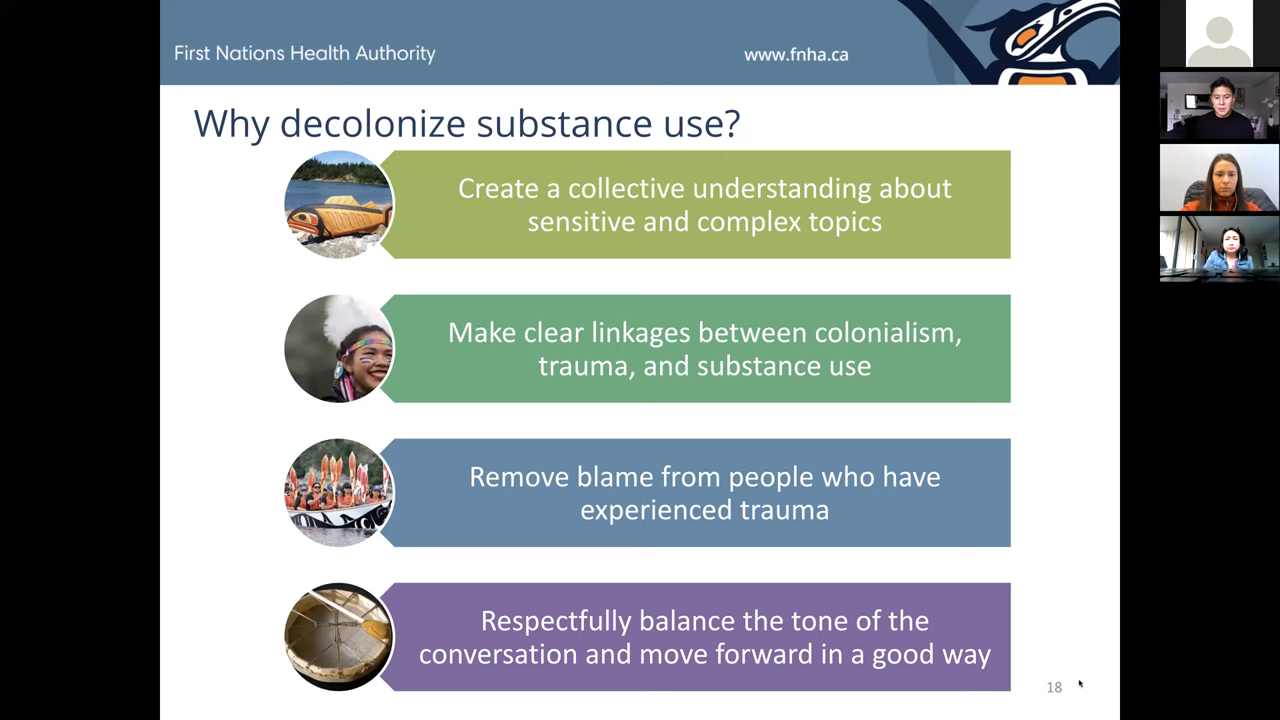 First Nations Health Authority
www.fnha.ca
Why decolonize substance use?
Create a collective understanding about
sensitive and complex topics
Make clear linkages between colonialism,
trauma, and substance use
Remove blame from people who have
experienced trauma
Respectfully balance the tone of the
conversation and move forward in a good way
18